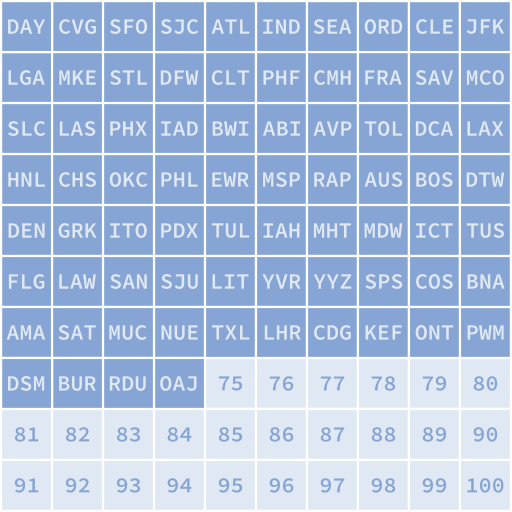 DAY CVG SFO SJC ATL IND SEA ORD CLE JFK
LGA MKE STL DFW CLT PHF CMH FRA SAV MCO
SLC LAS PHX IAD BWI ABI AVP TOL DCA LAX
HNL CHS OKC PHL EWR MSP RAP AUS BOS DTW
DEN GRK ITO PDX TUL IAH MHT MDW ICT TUS
FLG LAW SAN SJU LIT YVR YYZ SPS COS BNA
AMA SAT MUC NUE TXL LHR CDG KEF ONT PWM
DSM BUR RDU OAJ 75 76 77 78 79 80
81 82 83 84 85 86 87 88 89 90
91 92 93 94 95 96 97 98 99 100